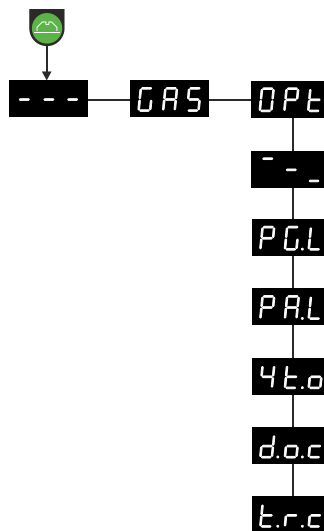 --- GAS OPt
¯-_
PG.L
PA.L
4t.o
d.o.c
t.r.c